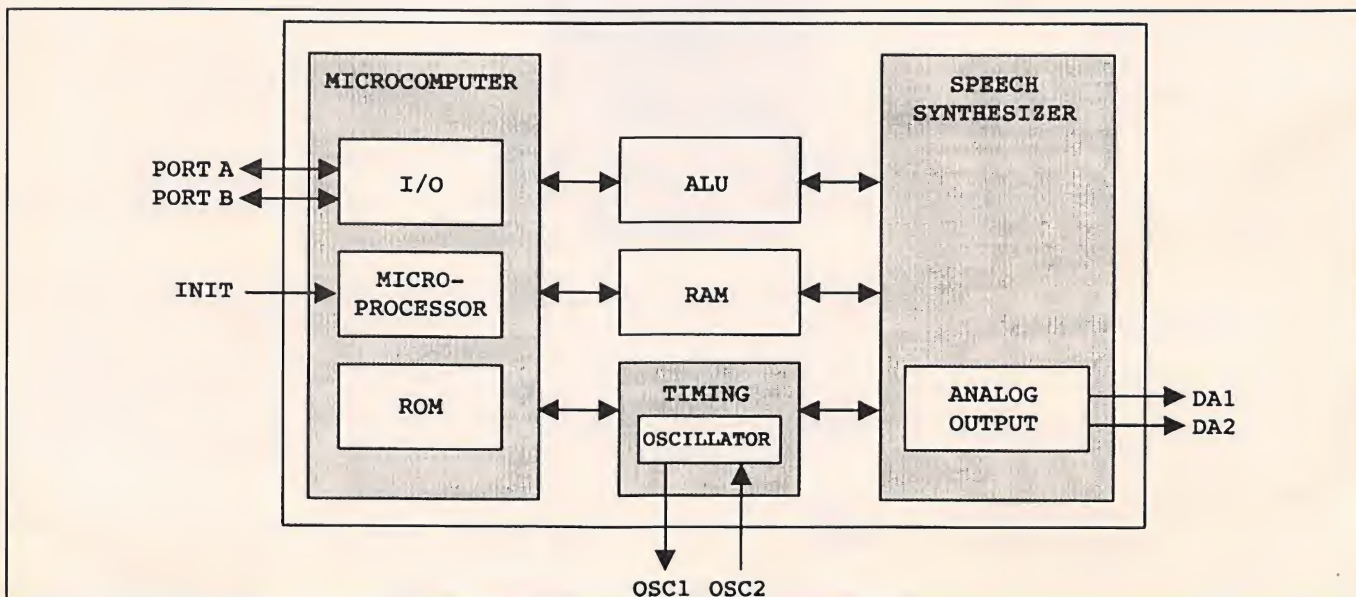 MICROCOMPUTER
SPEECH
SYNTHESIZER
PORT A
PORT B
I/O
ALU
INIT
MICRO-
PROCESSOR
RAM
ROM
TIMING
OSCILLATOR
ANALOG
OUTPUT
DA1
DA2
OSC1 OSC2